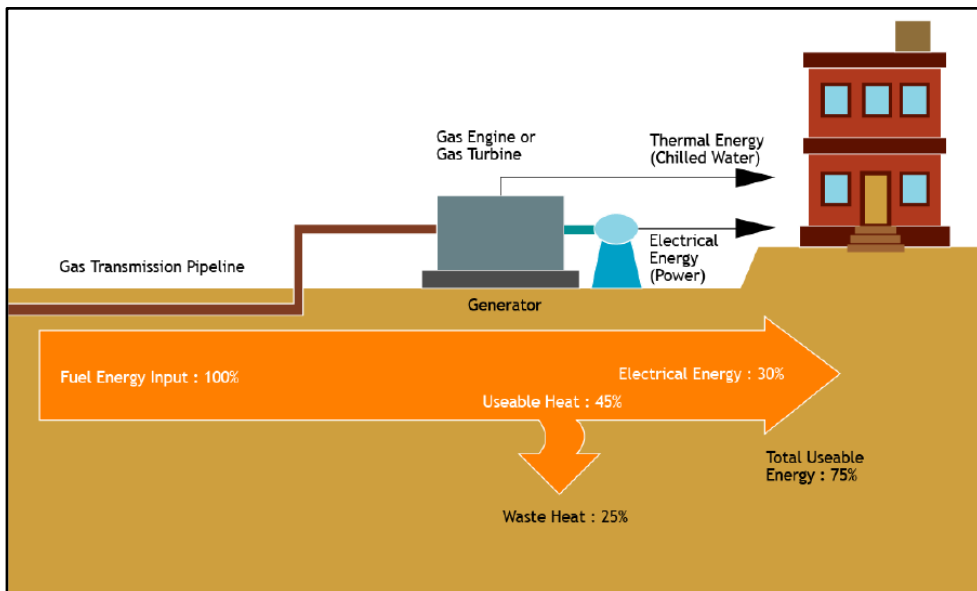 Gas Engine or
Gas Turbine
Thermal Energy
(Chilled Water)
Electrical
Energy
(Power)
Gas Transmission Pipeline
Generator
Fuel Energy Input : 100%
Electrical Energy : 30%
Useable Heat : 45%
Total Useable
Energy : 75%
Waste Heat : 25%